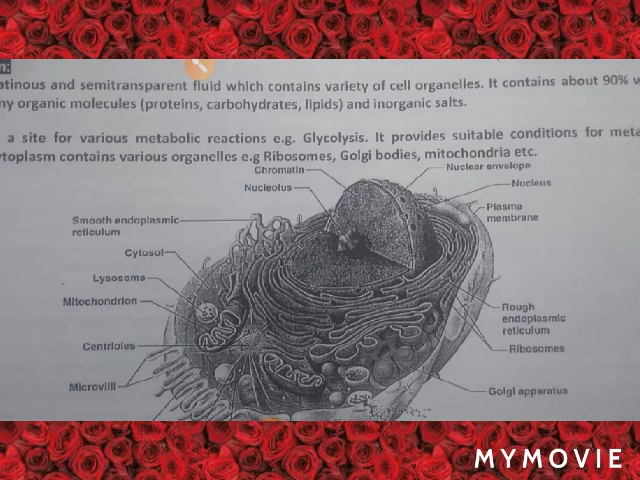 n:
atinous and semitransparent fluid which contains variety of cell organelles. It contains about 90% w
ny organic molecules (proteins, carbohydrates, lipids) and inorganic salts.
a site for various metabolic reactions e.g. Glycolysis. It provides suitable conditions for meta
ytoplasm contains various organelles e.g Ribosomes, Golgi bodies, mitochondria etc.
Chromatin
Nuclear envelope
Nucleolus
Nucleus
Plasma
membrane
Smooth endoplasmic
reticulum
Cytosol
Lysosome
Mitochondrion
Rough
endoplasmic
reticulum
Centrioles
Ribosomes
Microvilli
Golgi apparatus
MYMOVIE